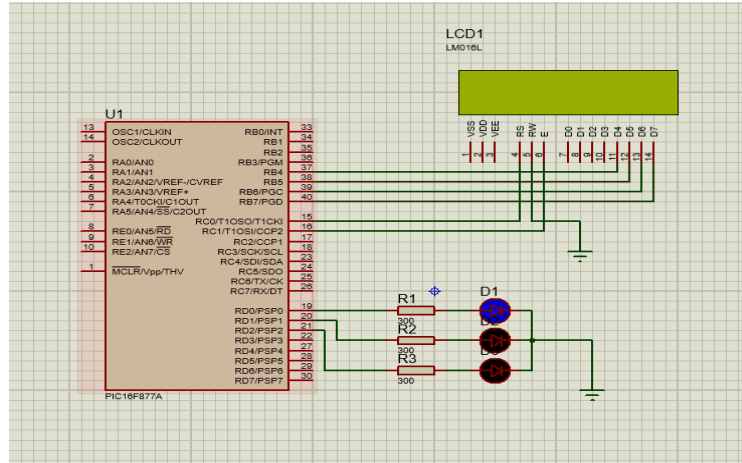 LCD1
LM016L
VSS VDD VEE RS RW E D0 D1 D2 D3 D4 D5 D6 D7
1 2 3 4 5 6 7 8 9 10 11 12 13 14
U1
13 OSC1/CLKIN RB0/INT 33
14 OSC2/CLKOUT RB1 34
RB2 35
2 RA0/AN0 RB3/PGM 36
3 RA1/AN1 RB4 37
4 RA2/AN2/VREF-/CVREF RB5 38
5 RA3/AN3/VREF+ RB6/PGC 39
6 RA4/T0CKI/C1OUT RB7/PGD 40
7 RA5/AN4/SS/C2OUT
RC0/T1OSO/T1CKI 15
8 RE0/AN5/RD RC1/T1OSI/CCP2 16
9 RE1/AN6/WR RC2/CCP1 17
10 RE2/AN7/CS RC3/SCK/SCL 18
RC4/SDI/SDA 23
1 MCLR/Vpp/THV RC5/SDO 24
RC6/TX/CK 25
RC7/RX/DT 26
RD0/PSP0 19
RD1/PSP1 20
RD2/PSP2 21
RD3/PSP3 22
RD4/PSP4 27
RD5/PSP5 28
RD6/PSP6 29
RD7/PSP7 30
PIC16F877A
R1 D1
300
R2
300
R3
300